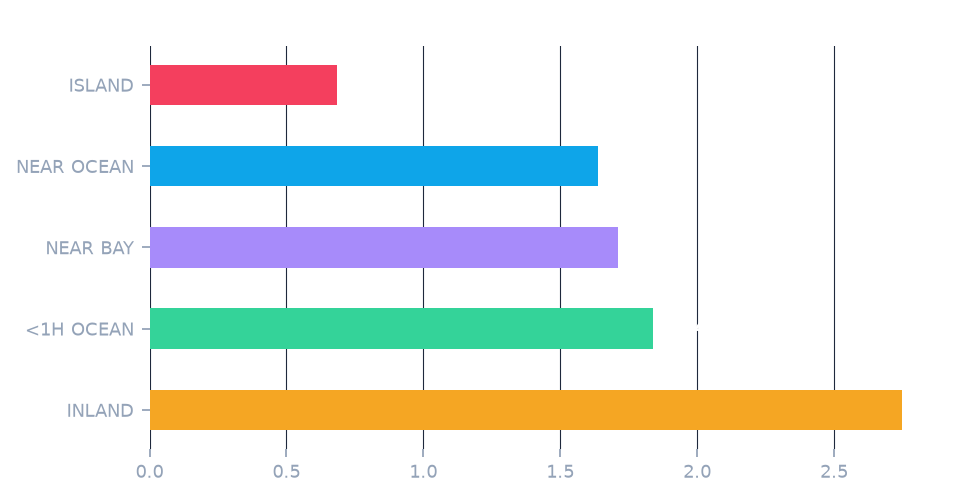 ISLAND
NEAR OCEAN
NEAR BAY
<1H OCEAN
INLAND
0.0 0.5 1.0 1.5 2.0 2.5